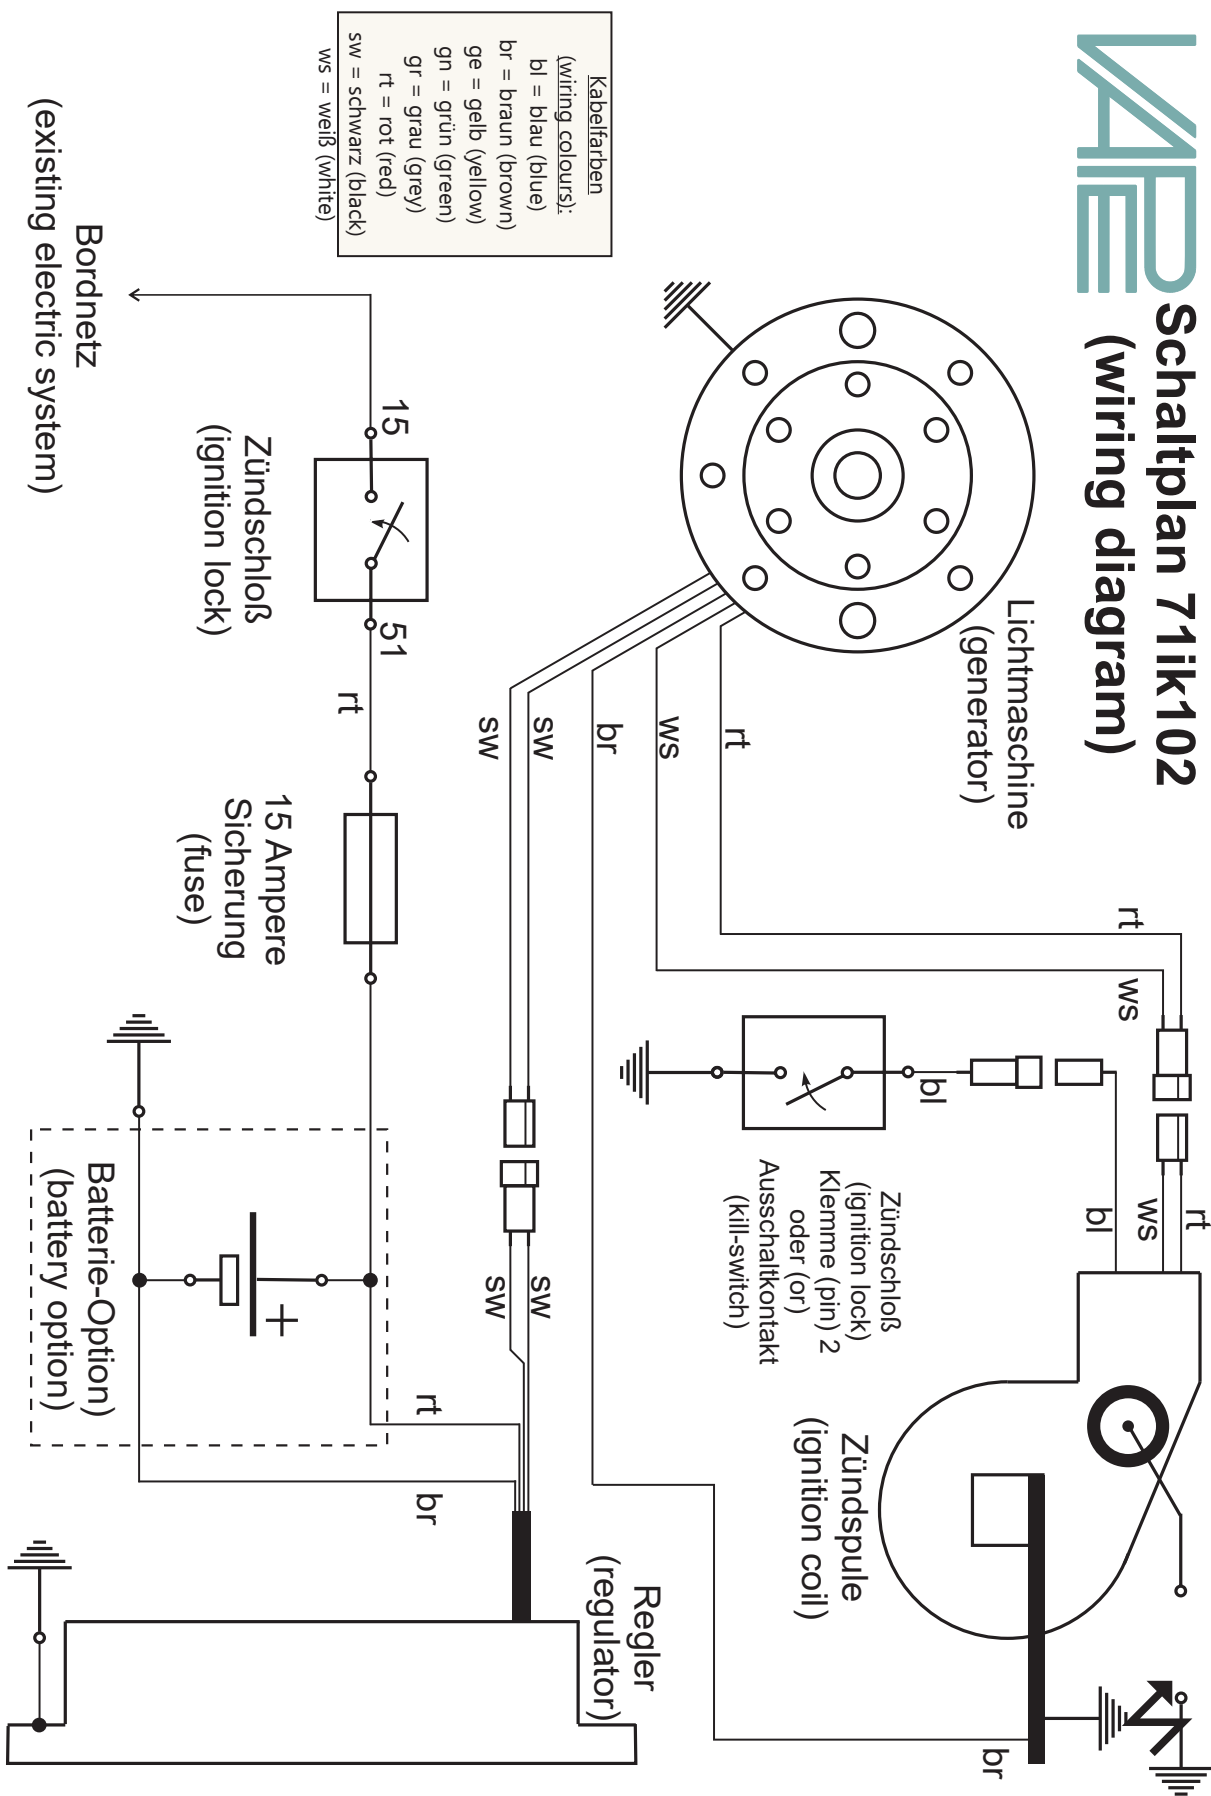 VAPE
Schaltplan 71ik102
(wiring diagram)
Lichtmaschine
(generator)
rt
ws
br
sw
sw
rt
ws
rt
ws
bl
bl
Zündschloß
(ignition lock)
Klemme (pin) 2
oder (or)
Ausschaltkontakt
(kill-switch)
Zündspule
(ignition coil)
br
Kabelfarben
(wiring colours):
bl = blau (blue)
br = braun (brown)
ge = gelb (yellow)
gn = grün (green)
gr = grau (grey)
rt = rot (red)
sw = schwarz (black)
ws = weiß (white)
sw
sw
Regler
(regulator)
15
51
Zündschloß
(ignition lock)
rt
15 Ampere
Sicherung
(fuse)
rt
br
+
Batterie-Option)
(battery option)
Bordnetz
(existing electric system)